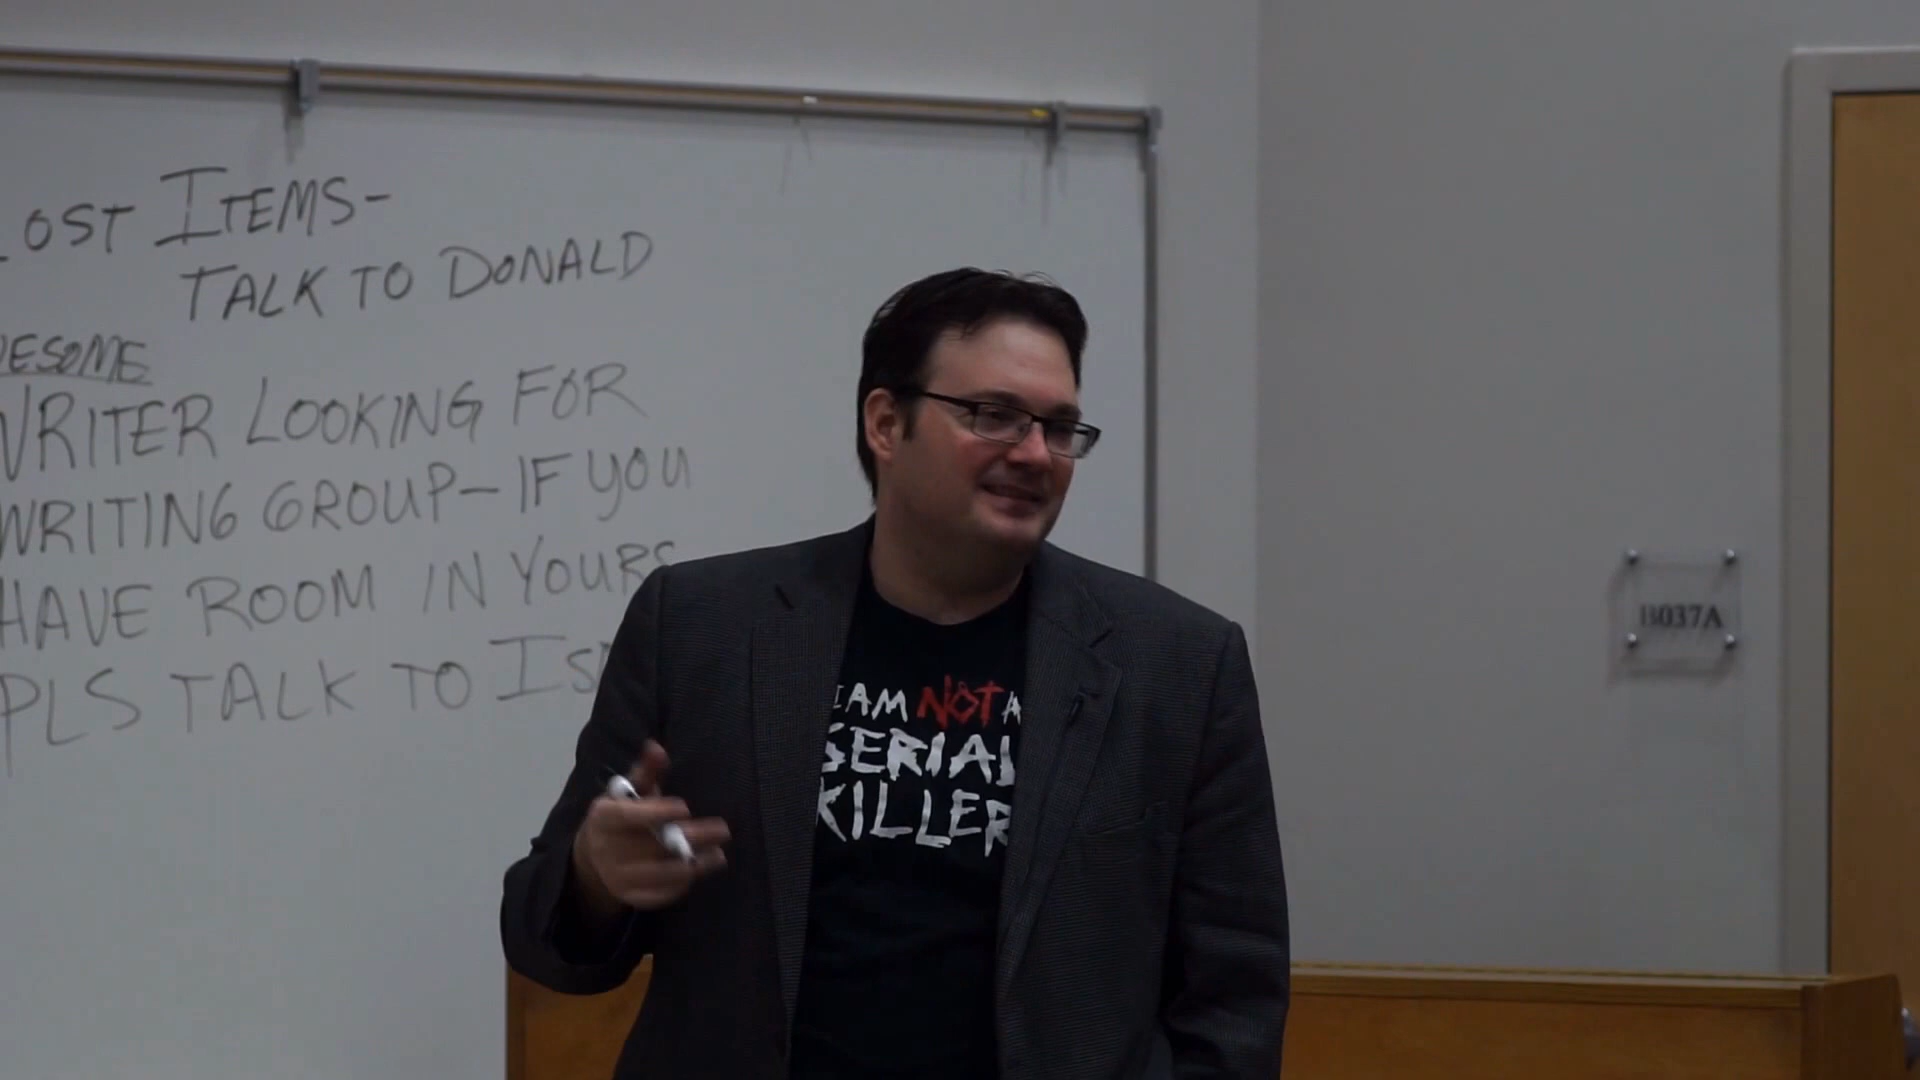 LOST ITEMS-
TALK TO DONALD
WRITER LOOKING FOR
WRITING GROUP-IF YOU
HAVE ROOM IN YOURS
PLS TALK TO
I AM NOT A
SERIAL
KILLER
B037A